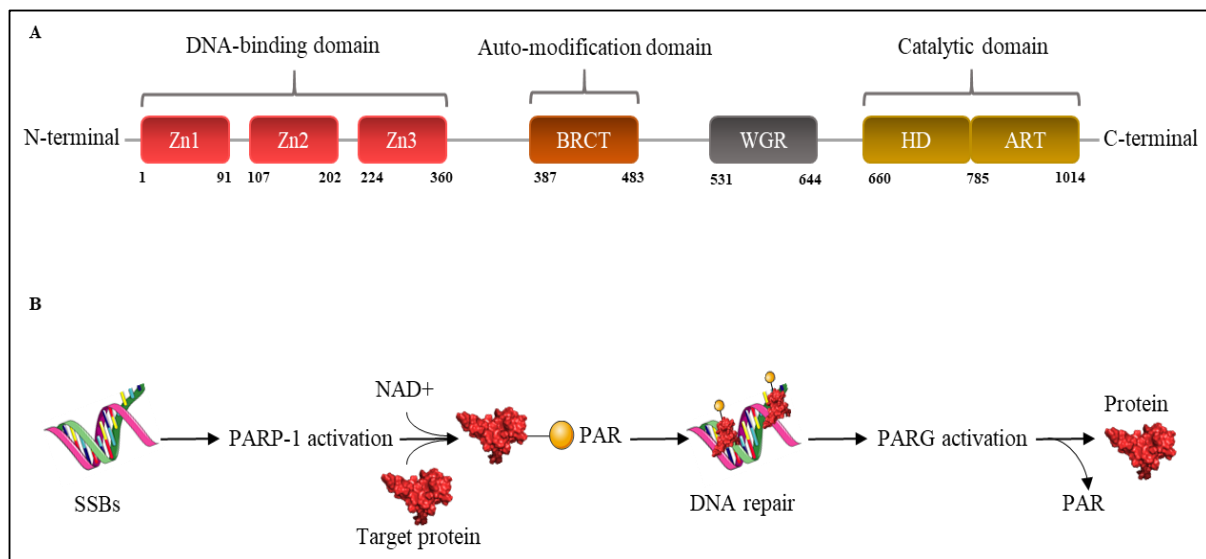 A
DNA-binding domain
Auto-modification domain
Catalytic domain
N-terminal
Zn1
Zn2
Zn3
BRCT
WGR
HD
ART
C-terminal
1
91
107
202
224
360
387
483
531
644
660
785
1014
B
NAD+
Protein
PARP-1 activation
PAR
PARG activation
SSBs
Target protein
DNA repair
PAR